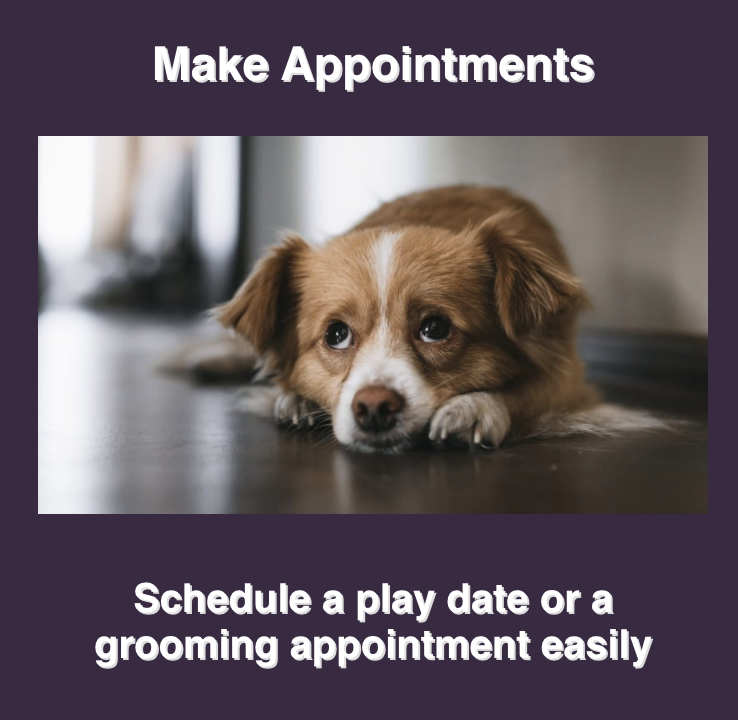 Make Appointments
Schedule a play date or a
grooming appointment easily